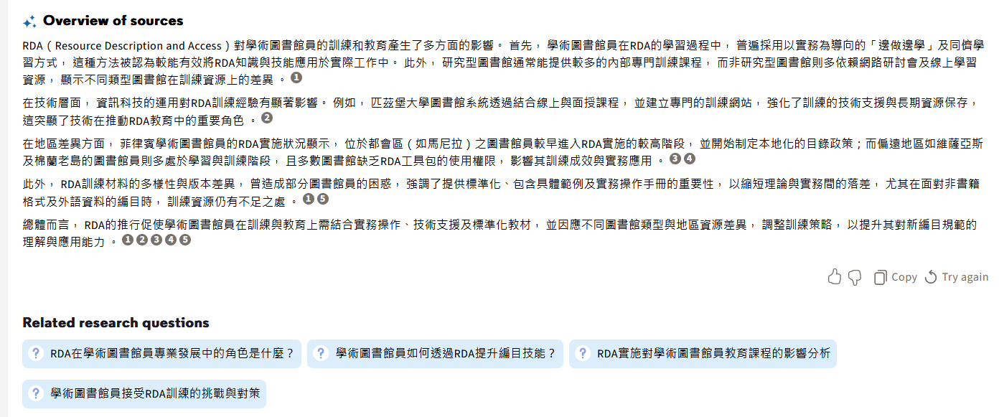 Overview of sources
RDA（Resource Description and Access）對學術圖書館員的訓練和教育產生了多方面的影響。 首先， 學術圖書館員在RDA的學習過程中， 普遍採用以實務為導向的「邊做邊學」及同儕學
習方式， 這種方法被認為較能有效將RDA知識與技能應用於實際工作中。 此外， 研究型圖書館通常能提供較多的內部專門訓練課程， 而非研究型圖書館則多依賴網路研討會及線上學習
資源， 顯示不同類型圖書館在訓練資源上的差異 。 1
在技術層面， 資訊科技的運用對RDA訓練經驗有顯著影響。 例如， 匹茲堡大學圖書館系統透過結合線上與面授課程， 並建立專門的訓練網站， 強化了訓練的技術支援與長期資源保存，
這突顯了技術在推動RDA教育中的重要角色 。 2
在地區差異方面， 菲律賓學術圖書館員的RDA實施狀況顯示， 位於都會區（如馬尼拉）之圖書館員較早進入RDA實施的較高階段， 並開始制定本地化的目錄政策；而偏遠地區如維薩亞斯
及棉蘭老島的圖書館員則多處於學習與訓練階段， 且多數圖書館缺乏RDA工具包的使用權限， 影響其訓練成效與實務應用 。 3 4
此外， RDA訓練材料的多樣性與版本差異， 曾造成部分圖書館員的困惑， 強調了提供標準化、包含具體範例及實務操作手冊的重要性， 以縮短理論與實務間的落差， 尤其在面對非書籍
格式及外語資料的編目時， 訓練資源仍有不足之處 。 1 5
總體而言， RDA的推行促使學術圖書館員在訓練與教育上需結合實務操作、技術支援及標準化教材， 並因應不同圖書館類型與地區資源差異， 調整訓練策略， 以提升其對新編目規範的
理解與應用能力 。 1 2 3 4 5
Copy Try again
Related research questions
? RDA在學術圖書館員專業發展中的角色是什麼？ ? 學術圖書館員如何透過RDA提升編目技能？ ? RDA實施對學術圖書館員教育課程的影響分析
? 學術圖書館員接受RDA訓練的挑戰與對策